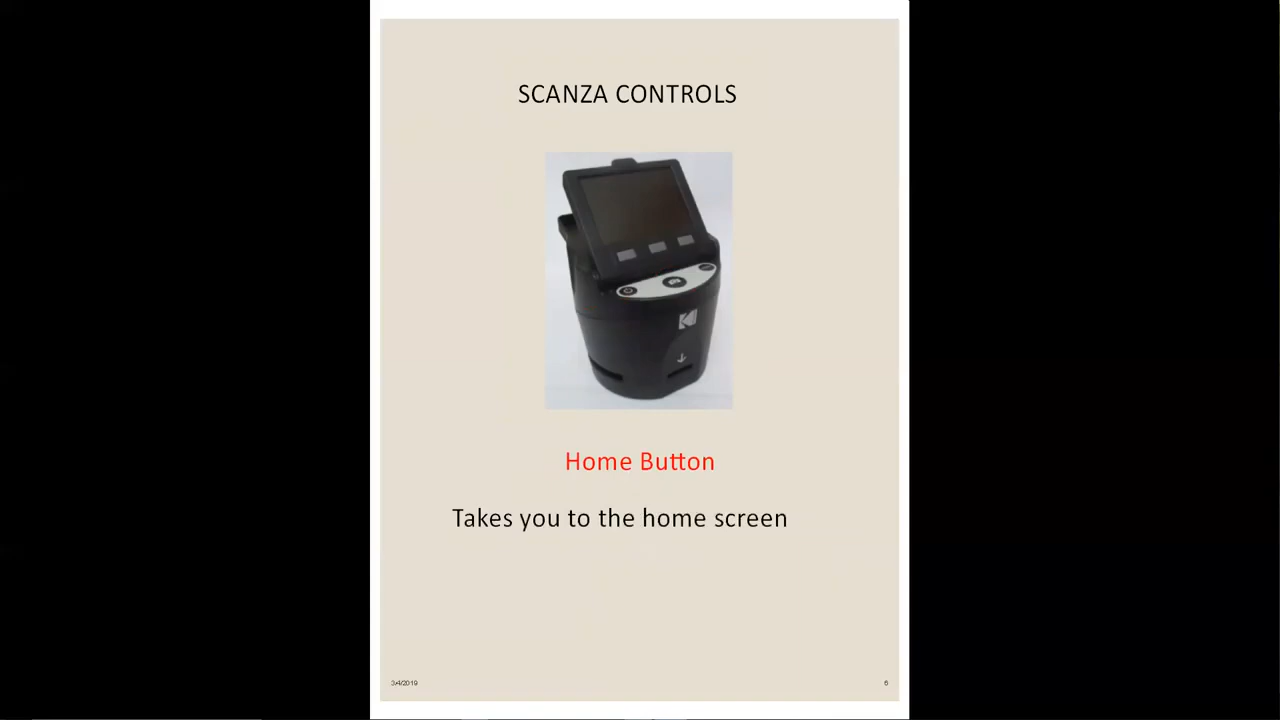 SCANZA CONTROLS
Home Button
Takes you to the home screen
3/4/2019
6